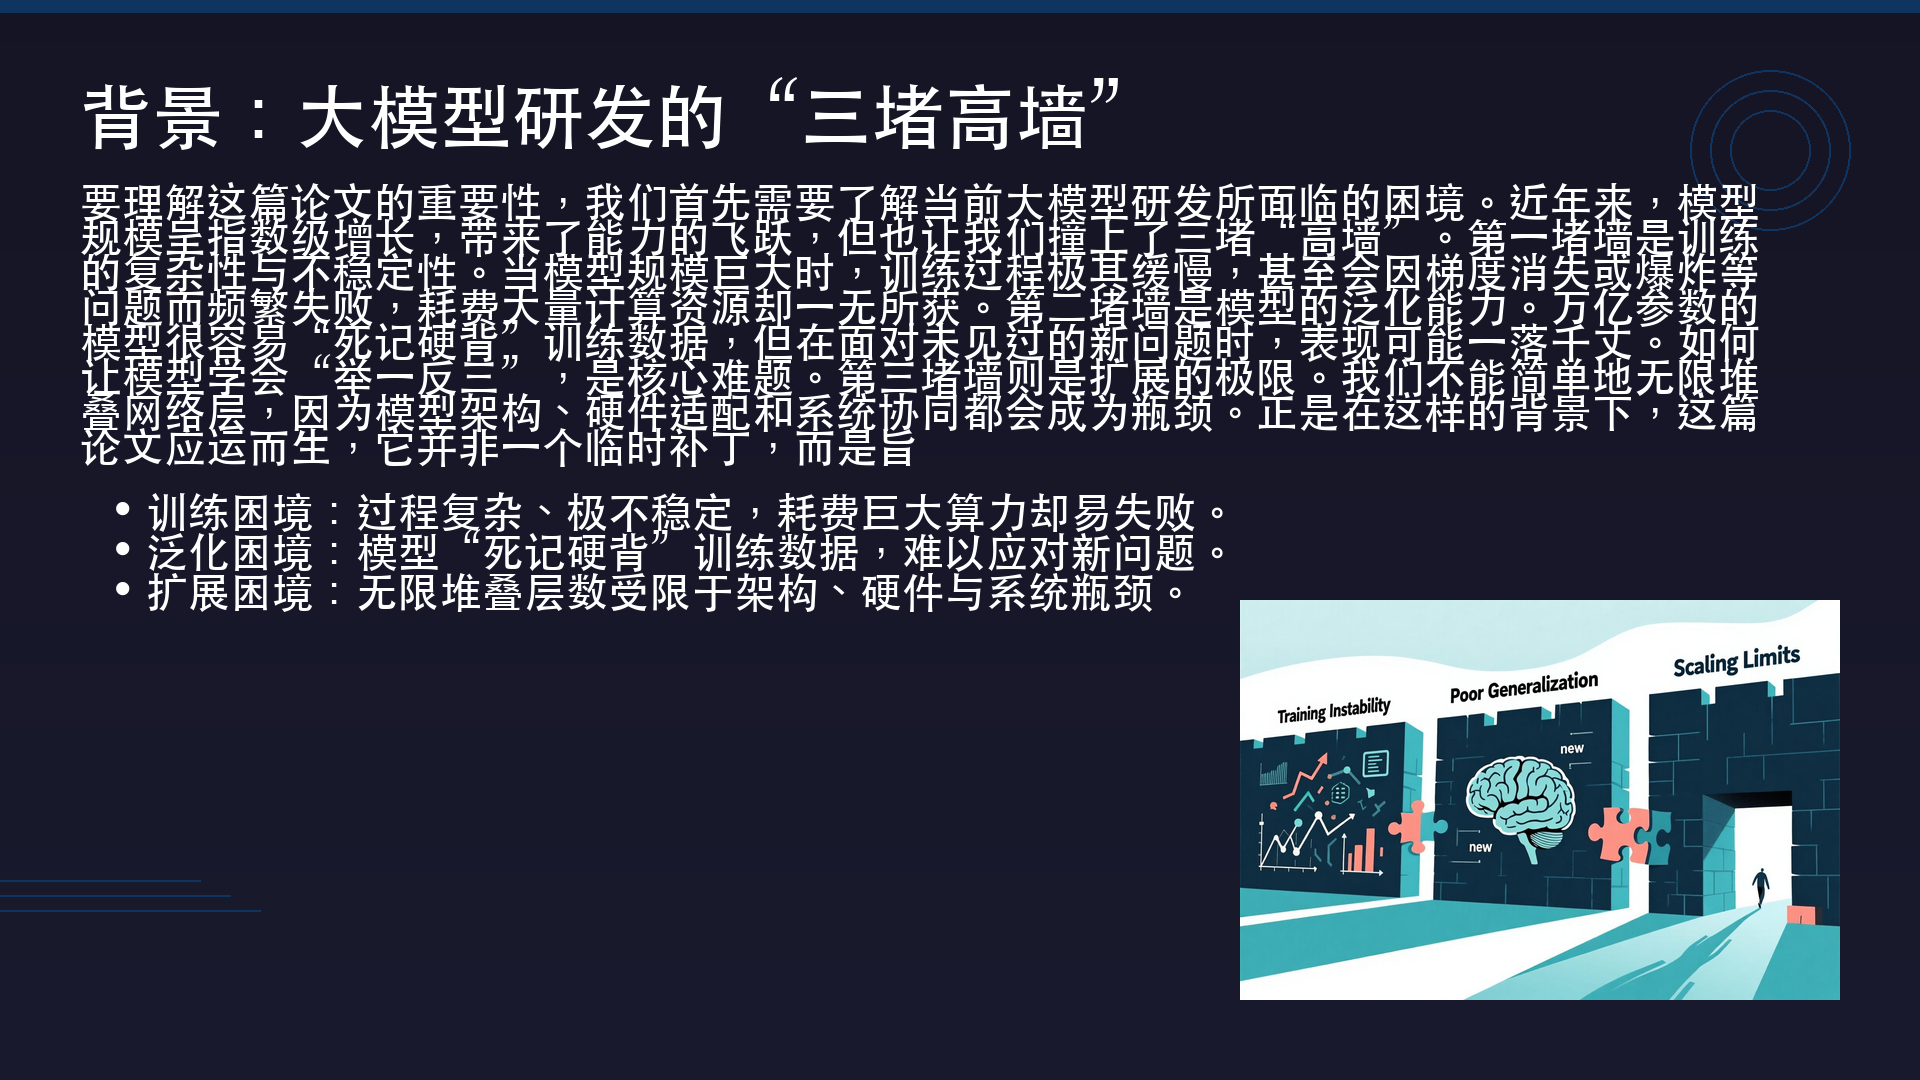 背景：大模型研发的“三堵高墙”
要理解这篇论文的重要性，我们首先需要了解当前大模型研发所面临的困境。近年来，模型
规模呈指数级增长，带来了能力的飞跃，但也让我们撞上了三堵“高墙”。第一堵墙是训练
的复杂性与不稳定性。当模型规模巨大时，训练过程极其缓慢，甚至会因梯度消失或爆炸等
问题而频繁失败，耗费大量计算资源却一无所获。第二堵墙是模型的泛化能力。万亿参数的
模型很容易“死记硬背”训练数据，但在面对未见过的新问题时，表现可能一落千丈。如何
让模型学会“举一反三”，是核心难题。第三堵墙则是扩展的极限。我们不能简单地无限堆
叠网络层，因为模型架构、硬件适配和系统协同都会成为瓶颈。正是在这样的背景下，这篇
论文应运而生，它并非一个临时补丁，而是旨
• 训练困境：过程复杂、极不稳定，耗费巨大算力却易失败。
• 泛化困境：模型“死记硬背”训练数据，难以应对新问题。
• 扩展困境：无限堆叠层数受限于架构、硬件与系统瓶颈。
Training Instability
Poor Generalization
Scaling Limits
new
new